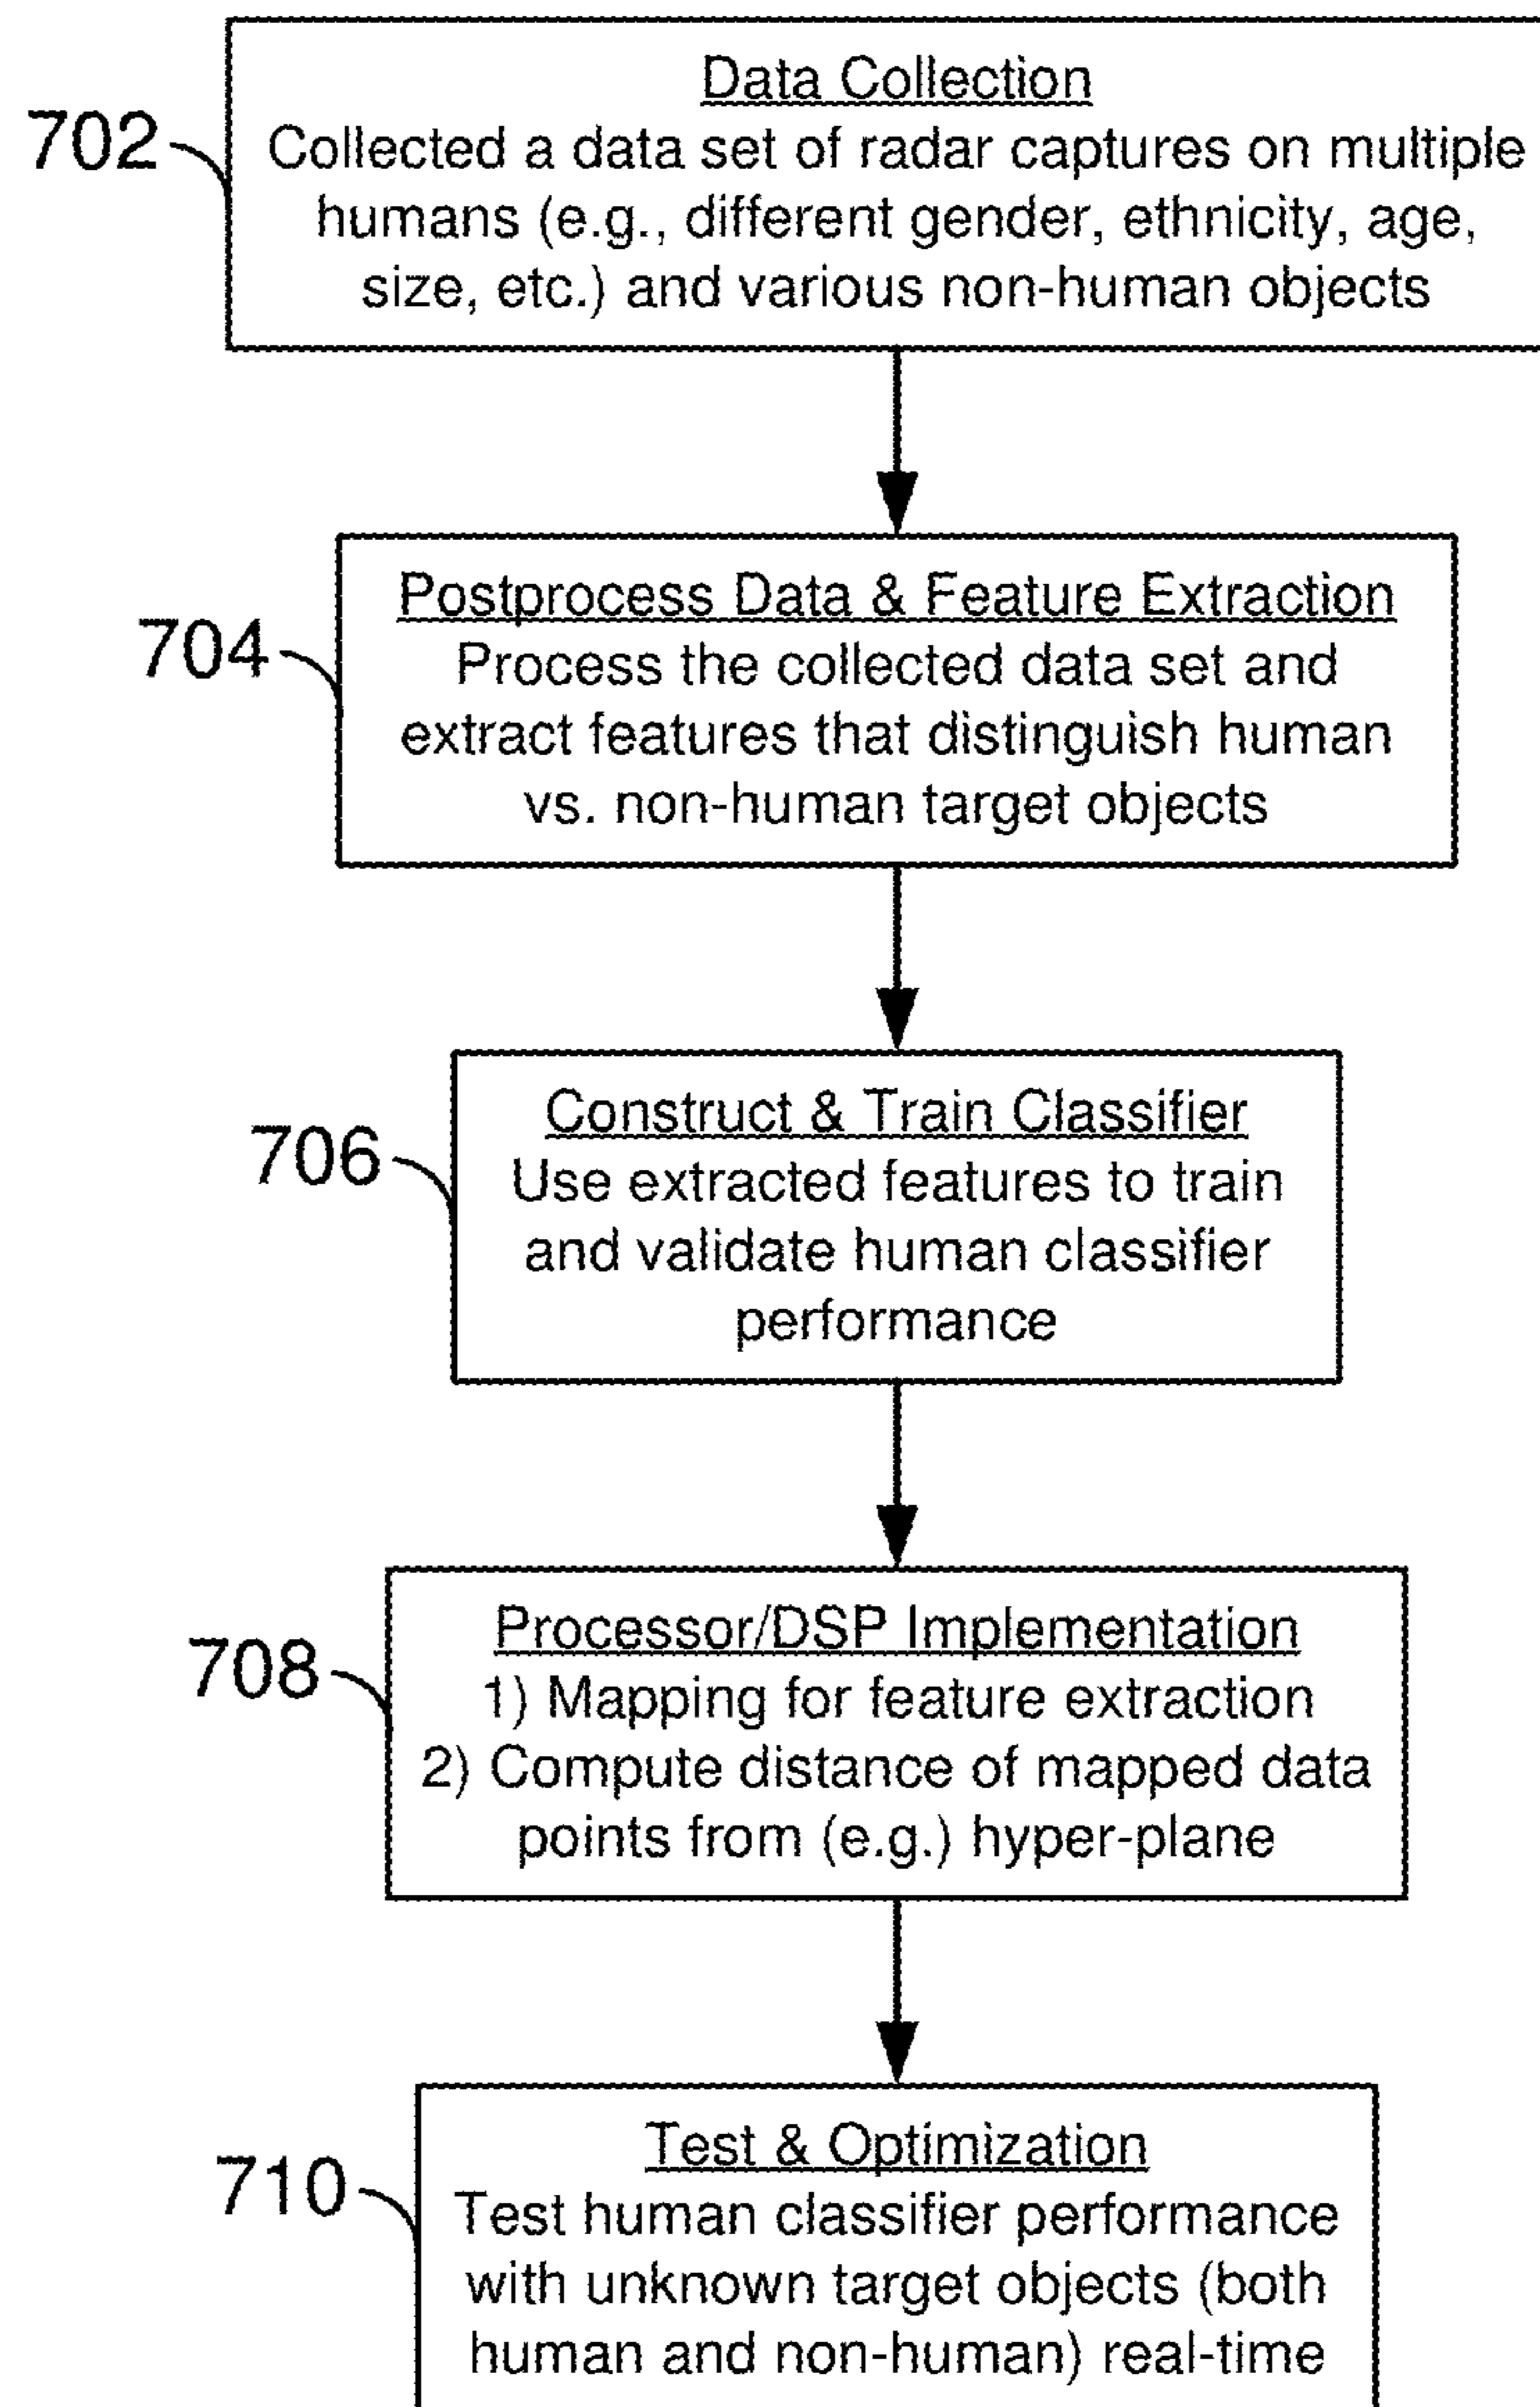 Data Collection
702
Collected a data set of radar captures on multiple
humans (e.g., different gender, ethnicity, age,
size, etc.) and various non-human objects
Postprocess Data & Feature Extraction
704
Process the collected data set and
extract features that distinguish human
vs. non-human target objects
Construct & Train Classifier
706
Use extracted features to train
and validate human classifier
performance
Processor/DSP Implementation
708
1) Mapping for feature extraction
2) Compute distance of mapped data
points from (e.g.) hyper-plane
Test & Optimization
710
Test human classifier performance
with unknown target objects (both
human and non-human) real-time